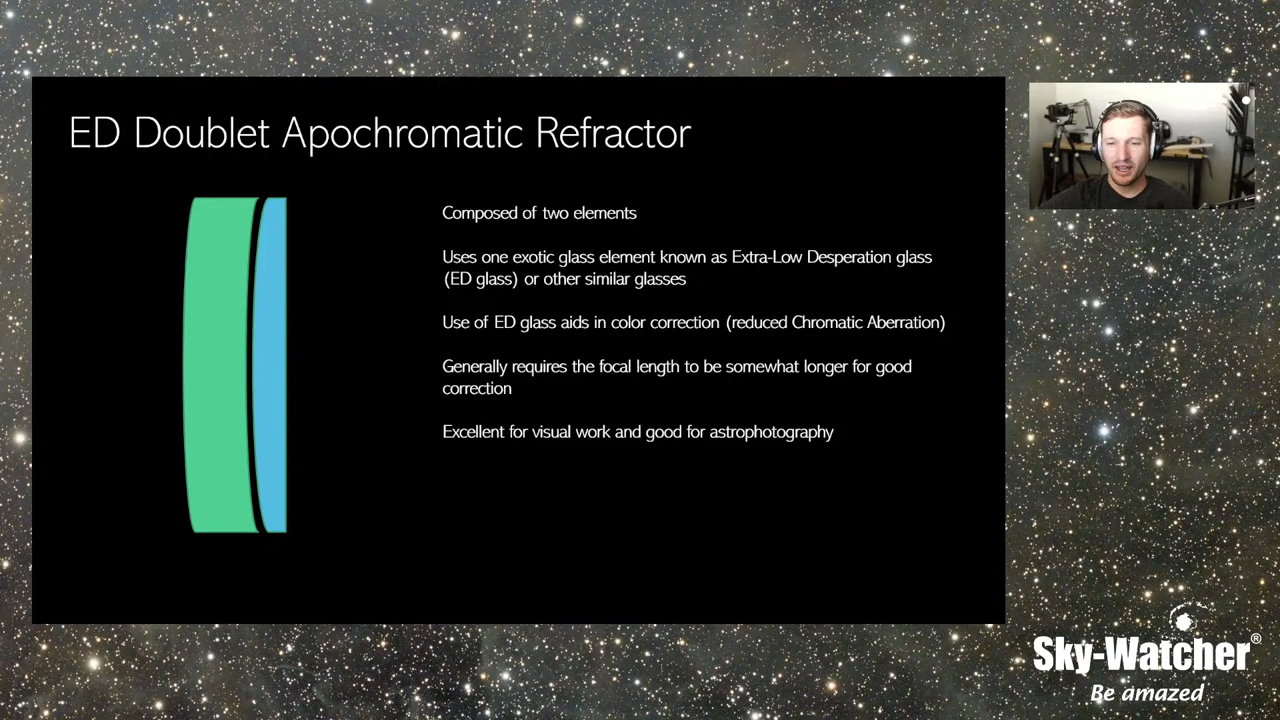 ED Doublet Apochromatic Refractor
Composed of two elements
Uses one exotic glass element known as Extra-Low Desperation glass
(ED glass) or other similar glasses
Use of ED glass aids in color correction (reduced Chromatic Aberration)
Generally requires the focal length to be somewhat longer for good
correction
Excellent for visual work and good for astrophotography
Sky-Watcher®
Be amazed